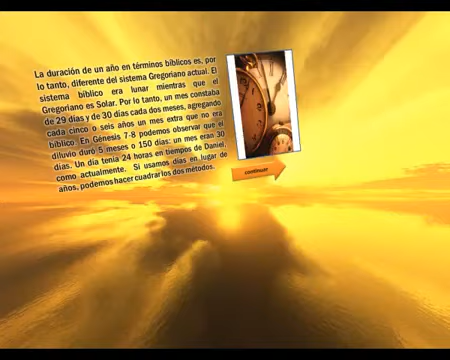 La duración de un año en términos bíblicos es, por
lo tanto, diferente del sistema Gregoriano actual. El
sistema bíblico era lunar mientras que el
Gregoriano es Solar. Por lo tanto, un mes constaba
de 29 días y de 30 días cada dos meses, agregando
cada cinco o seis años un mes extra que no era
bíblico. En Génesis 7-8 podemos observar que el
diluvio duró 5 meses o 150 días: un mes eran 30
días. Un día tenía 24 horas en tiempos de Daniel,
como actualmente. Si usamos días en lugar de
años, podemos hacer cuadrar los dos métodos.
continuar